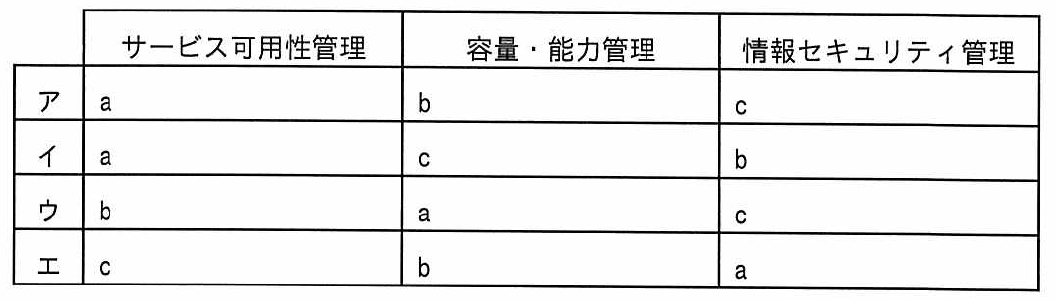 サービス可用性管理 容量・能力管理 情報セキュリティ管理
ア a b c
イ a c b
ウ b a c
エ c b a